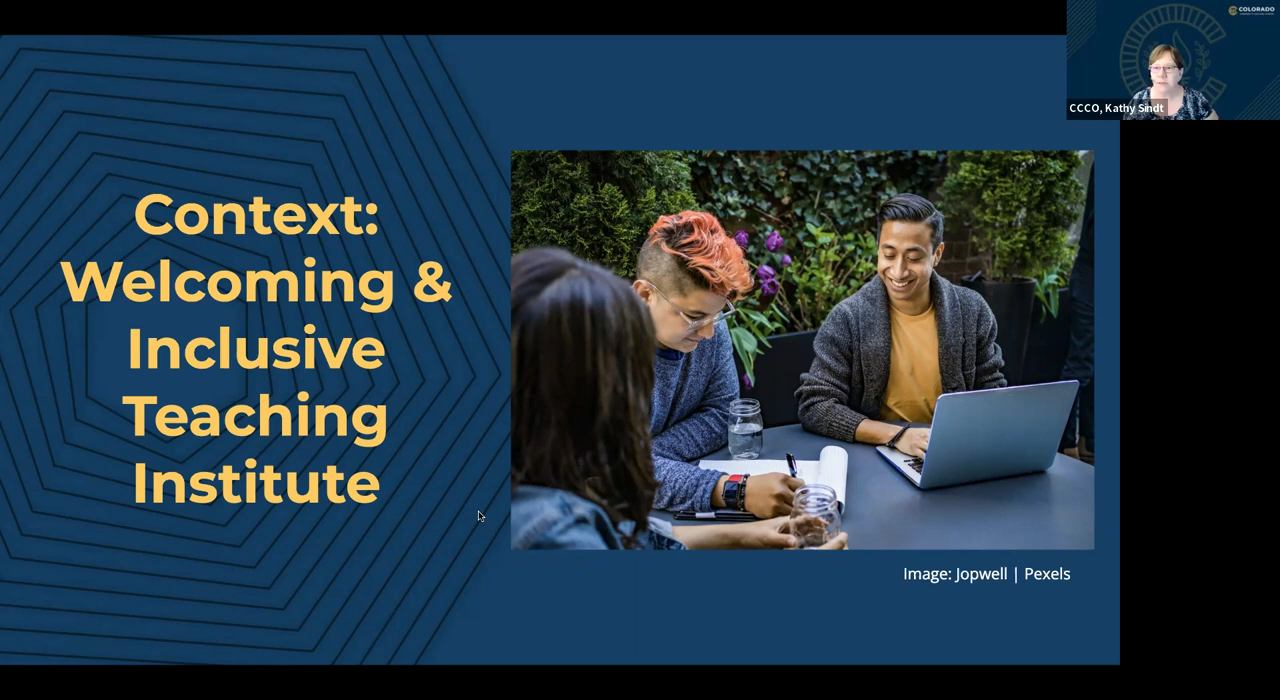 COLORADO
CCCO, Kathy Sindt
Context:
Welcoming &
Inclusive
Teaching
Institute
Image: Jopwell | Pexels